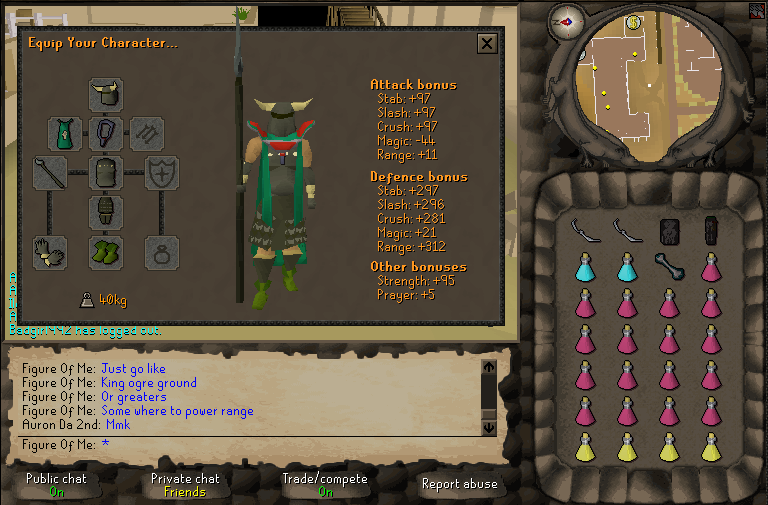 Equip Your Character...
Attack bonus
Stab: +97
Slash: +97
Crush: +97
Magic: -44
Range: +11
Defence bonus
Stab: +297
Slash: +296
Crush: +281
Magic: +21
Range: +312
Other bonuses
Strength: +95
Prayer: +5
40kg
has logged out.
Figure Of Me: Just go like
Figure Of Me: King ogre ground
Figure Of Me: Or greaters
Figure Of Me: Some where to power range
Auron Da 2nd: Mmk
Figure Of Me: *
Public chat
On
Private chat
Friends
Trade/compete
On
Report abuse